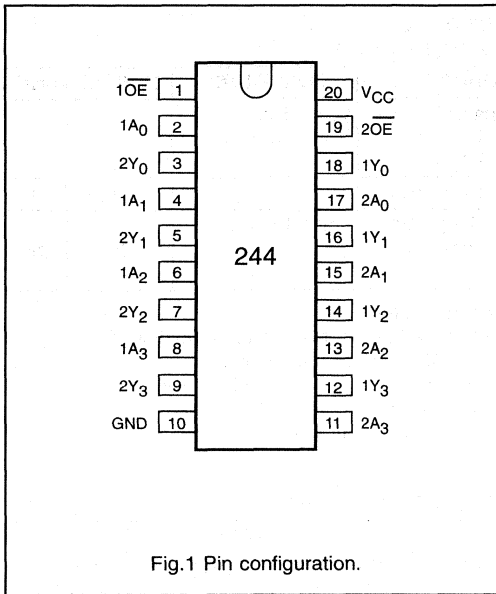 1O̅E̅ 1 20 VCC
1A0 2 19 2O̅E̅
2Y0 3 18 1Y0
1A1 4 17 2A0
2Y1 5 16 1Y1
244
1A2 6 15 2A1
2Y2 7 14 1Y2
1A3 8 13 2A2
2Y3 9 12 1Y3
GND 10 11 2A3
Fig.1 Pin configuration.